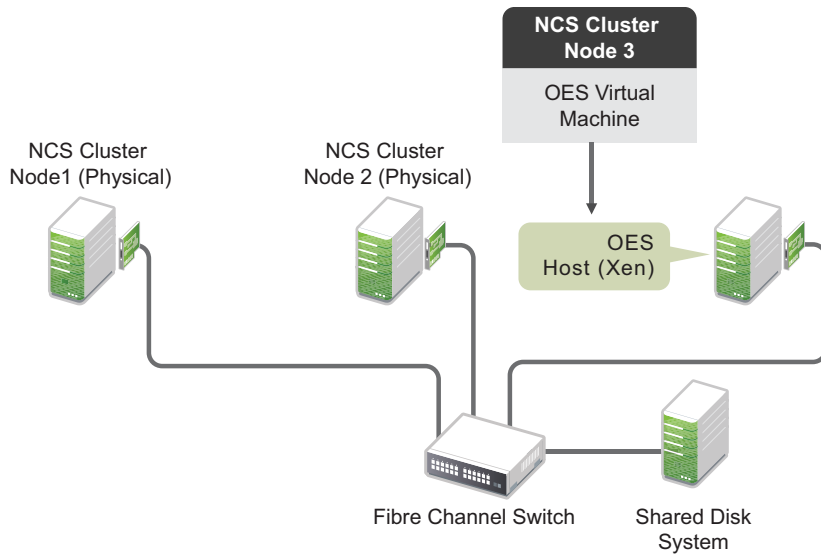 NCS Cluster
Node 3
OES Virtual
Machine
NCS Cluster
Node1 (Physical)
NCS Cluster
Node 2 (Physical)
OES
Host (Xen)
Fibre Channel Switch
Shared Disk
System